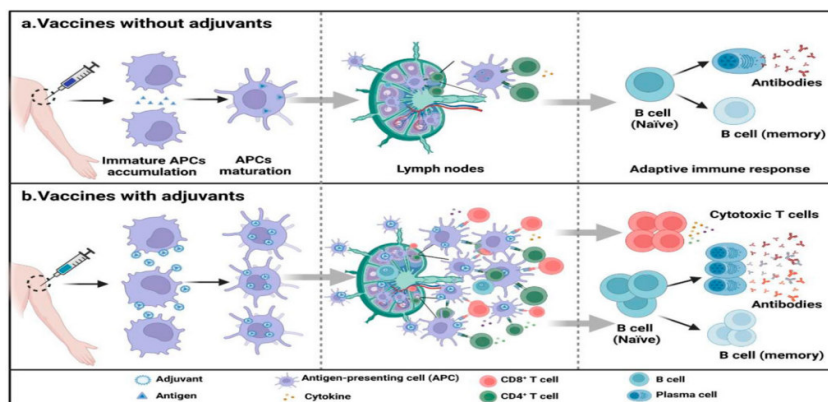 a.Vaccines without adjuvants
Immature APCs
accumulation
APCs
maturation
Lymph nodes
B cell
(Naïve)
Antibodies
B cell (memory)
Adaptive immune response
b.Vaccines with adjuvants
Cytotoxic T cells
B cell
(Naïve)
Antibodies
B cell (memory)
Adjuvant
Antigen-presenting cell (APC)
CD8⁺ T cell
B cell
Antigen
Cytokine
CD4⁺ T cell
Plasma cell